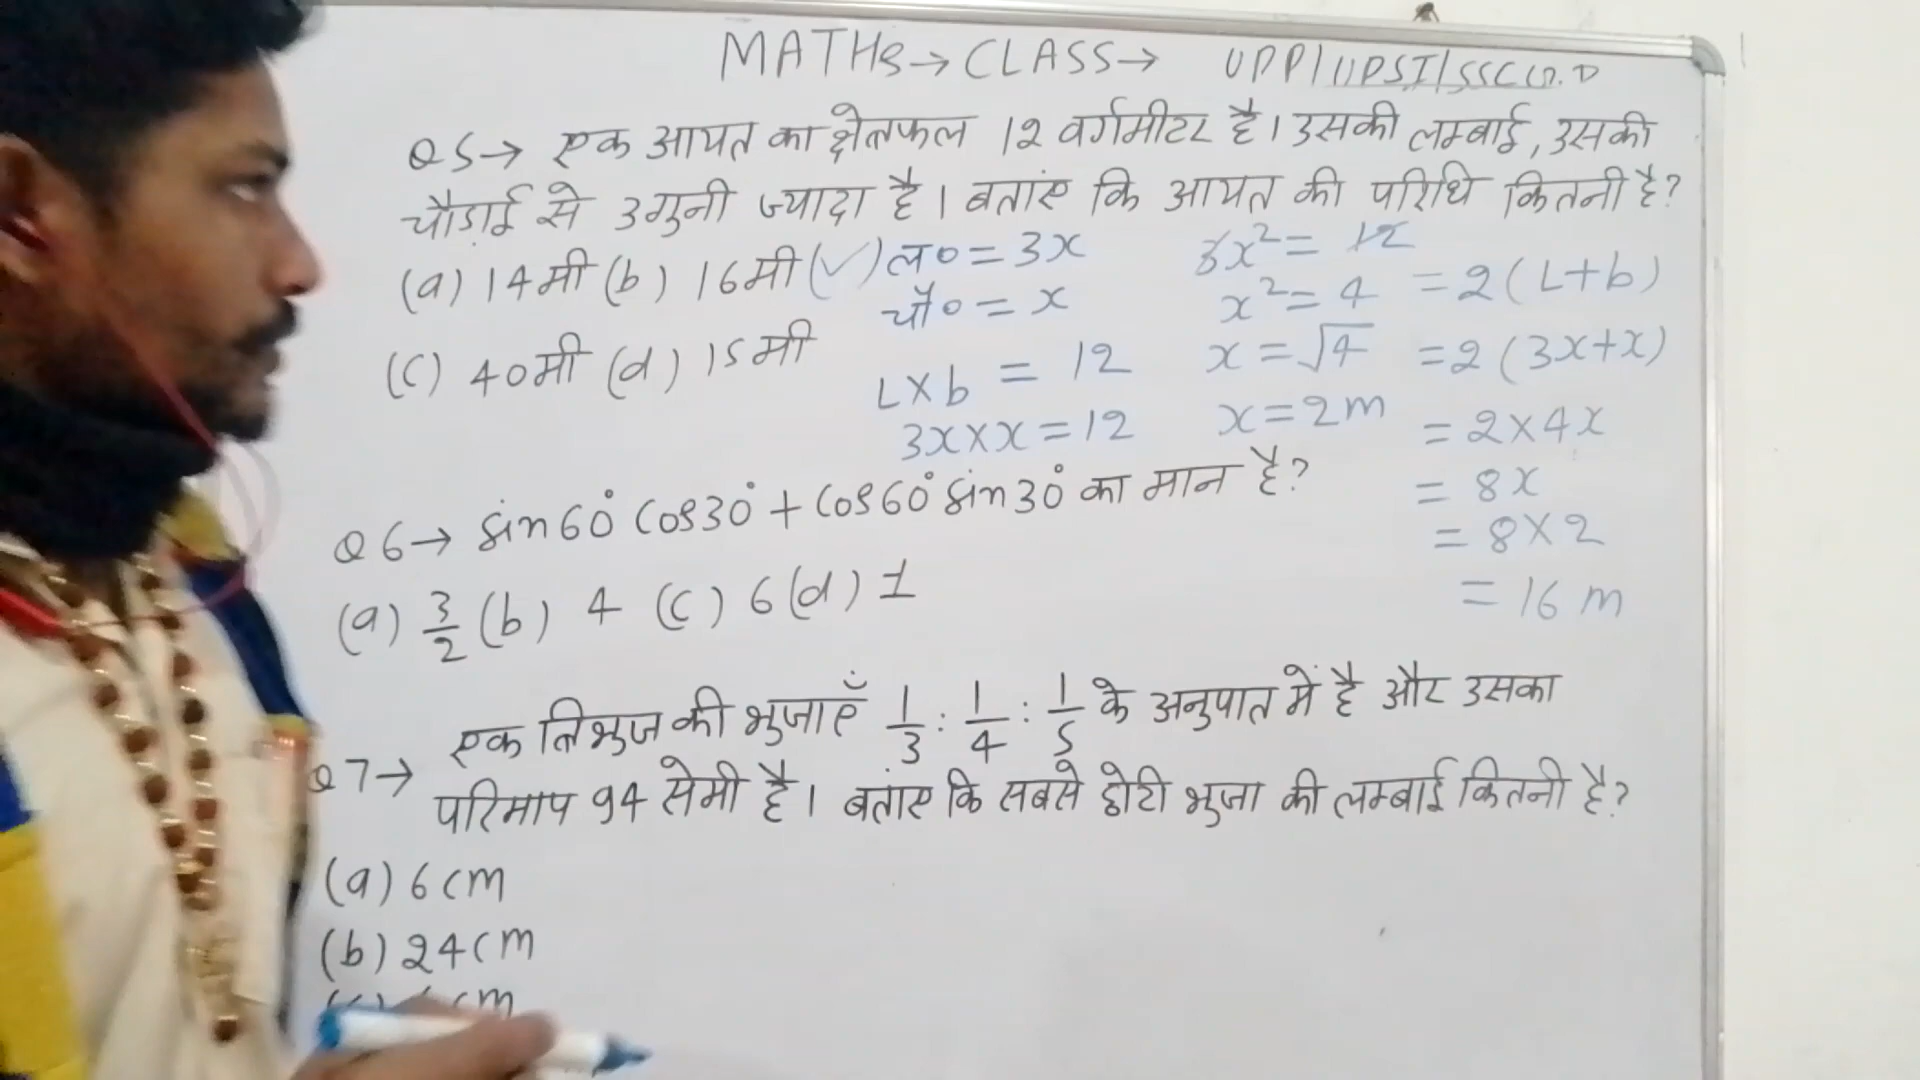 MATHs → CLASS → UPP/UPSI/SSC G.D
Q5→ एक आयत का क्षेत्रफल 12 वर्गमीटर है। उसकी लम्बाई, उसकी
चौड़ाई से 3गुनी ज्यादा है। बताएं कि आयत की परिधि कितनी है?
(a) 14मी (b) 16मी (✓)
(c) 40मी (d) 15मी
ल० = 3x
चौ० = x
L×b = 12
3x×x = 12
3x² = 12
x² = 4
x = √4
x = 2m
= 2(L+b)
= 2(3x+x)
= 2×4x
= 8x
= 8×2
= 16 m
Q6→ sin60° cos30° + cos60° sin30° का मान है?
(a) 3/2 (b) 4 (c) 6 (d) 1
Q7→ एक त्रिभुज की भुजाएँ 1/3 : 1/4 : 1/5 के अनुपात में है और उसका
परिमाप 94 सेमी है। बताएं कि सबसे छोटी भुजा की लम्बाई कितनी है?
(a) 6cm
(b) 24cm
cm